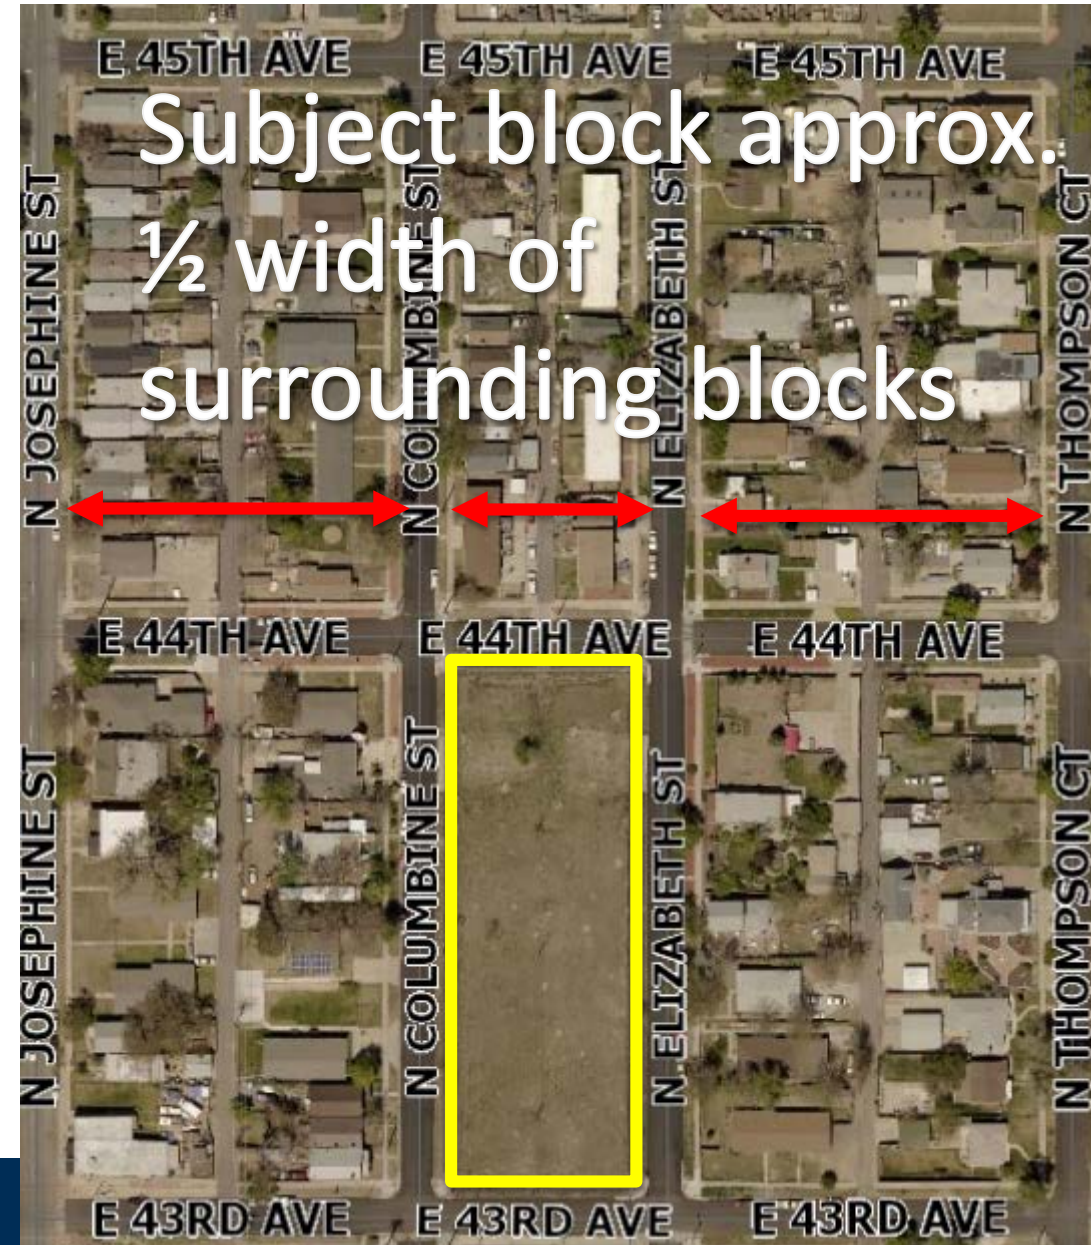 E 45TH AVE
E 45TH AVE
E 45TH AVE
Subject block approx.
½ width of
surrounding blocks
N JOSEPHINE ST
N COLUMBINE ST
N ELIZABETH ST
N THOMPSON CT
E 44TH AVE
E 44TH AVE
E 44TH AVE
N JOSEPHINE ST
N COLUMBINE ST
N ELIZABETH ST
N THOMPSON CT
E 43RD AVE
E 43RD AVE
E 43RD AVE